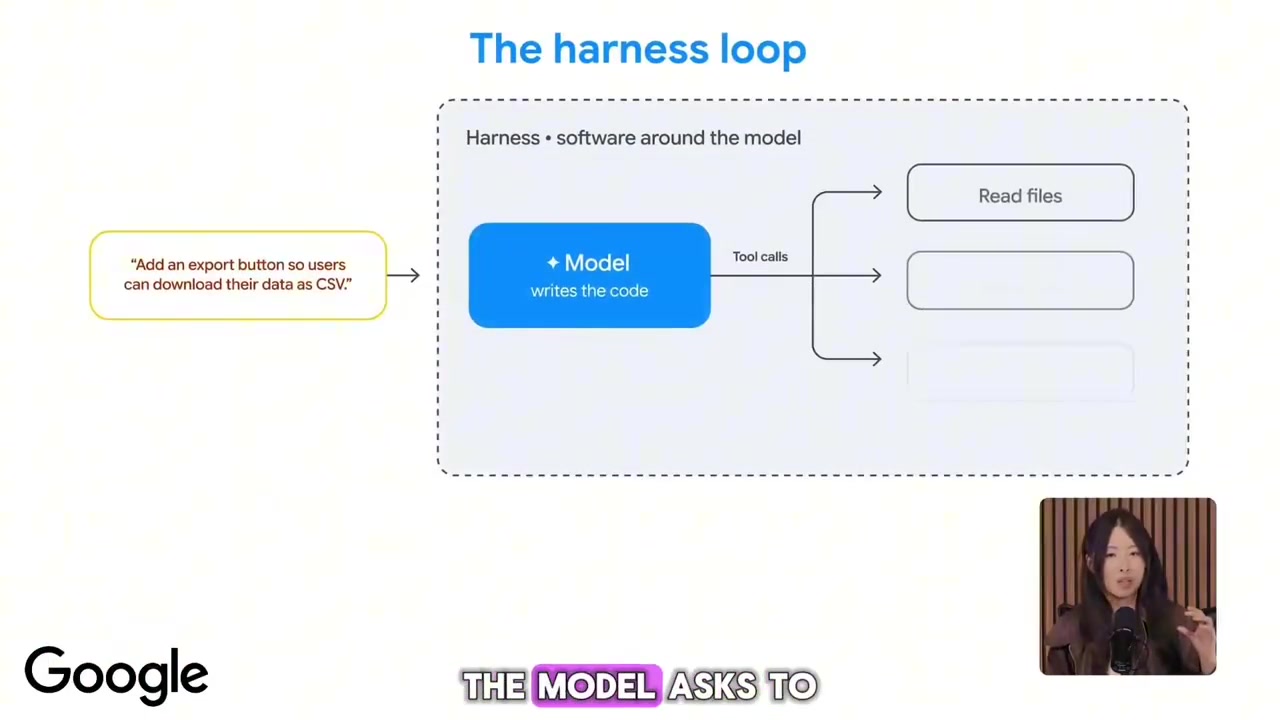 The harness loop
Harness • software around the model
Read files
"Add an export button so users
can download their data as CSV."
✦ Model
writes the code
Tool calls
Google
THE MODEL ASKS TO